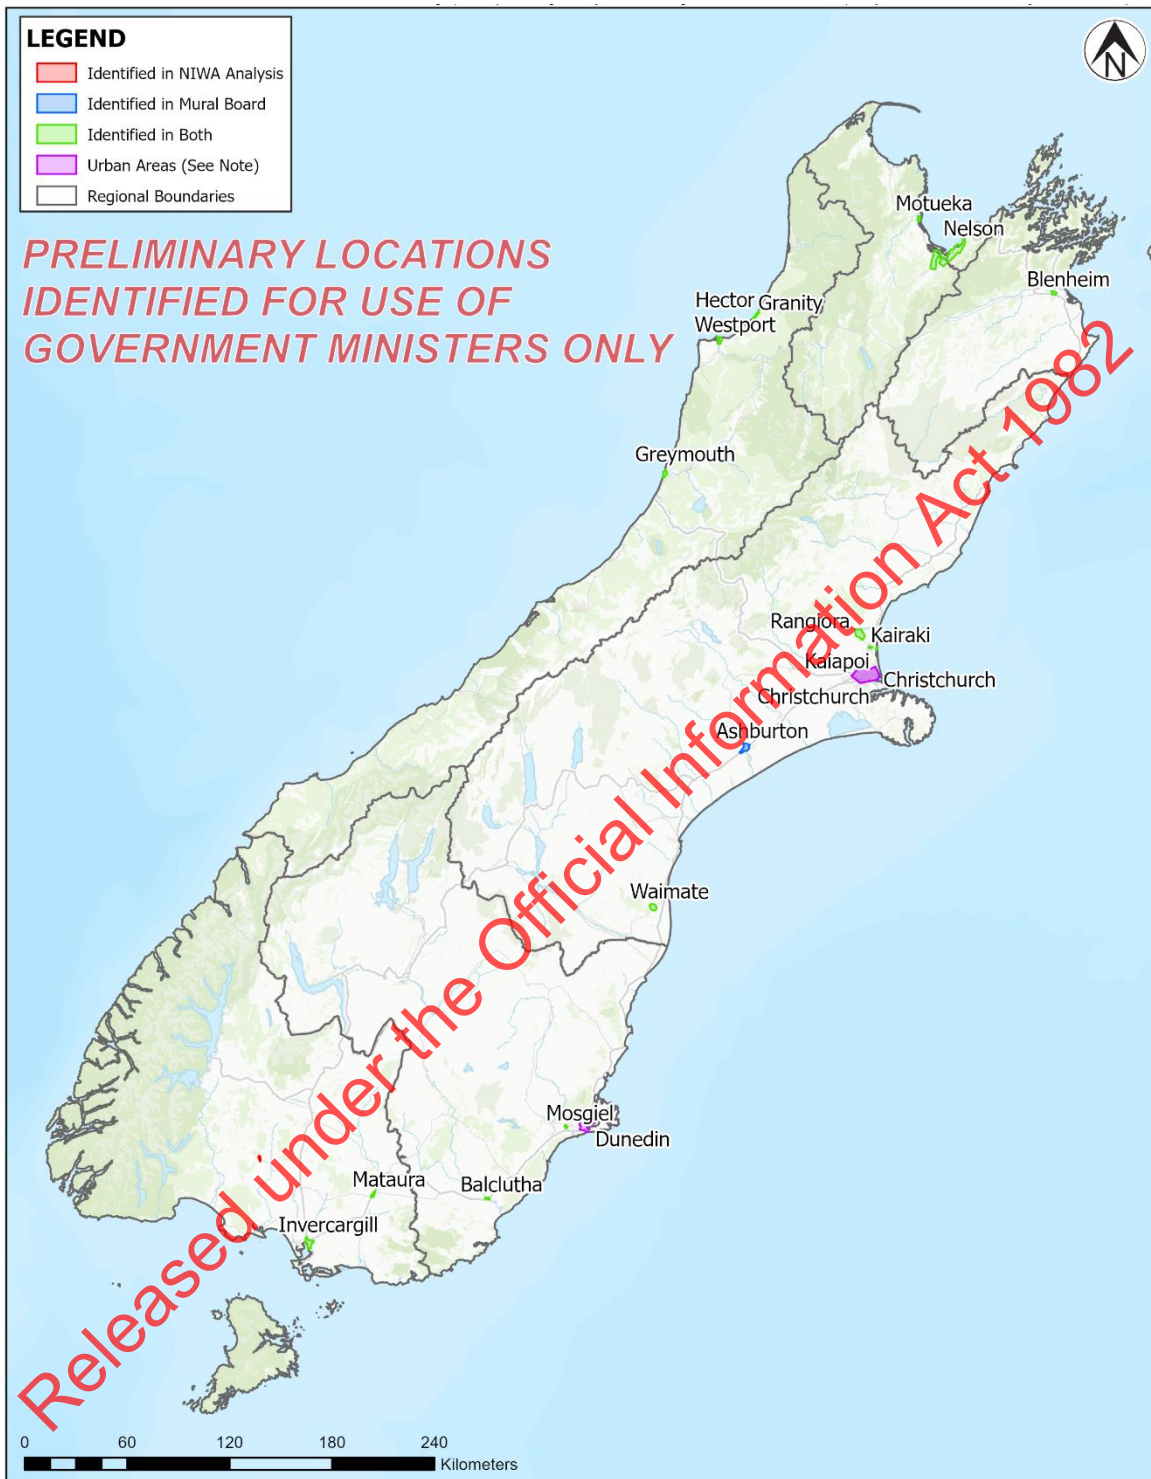 LEGEND
Identified in NIWA Analysis
Identified in Mural Board
Identified in Both
Urban Areas (See Note)
Regional Boundaries
N
PRELIMINARY LOCATIONS
IDENTIFIED FOR USE OF
GOVERNMENT MINISTERS ONLY
Motueka
Nelson
Blenheim
Hector Granity
Westport
Greymouth
Rangiora
Kairaki
Kaiapoi
Christchurch
Christchurch
Ashburton
Waimate
Mosgiel
Dunedin
Mataura
Balclutha
Invercargill
Released under the Official Information Act 1982
0 60 120 180 240
Kilometers